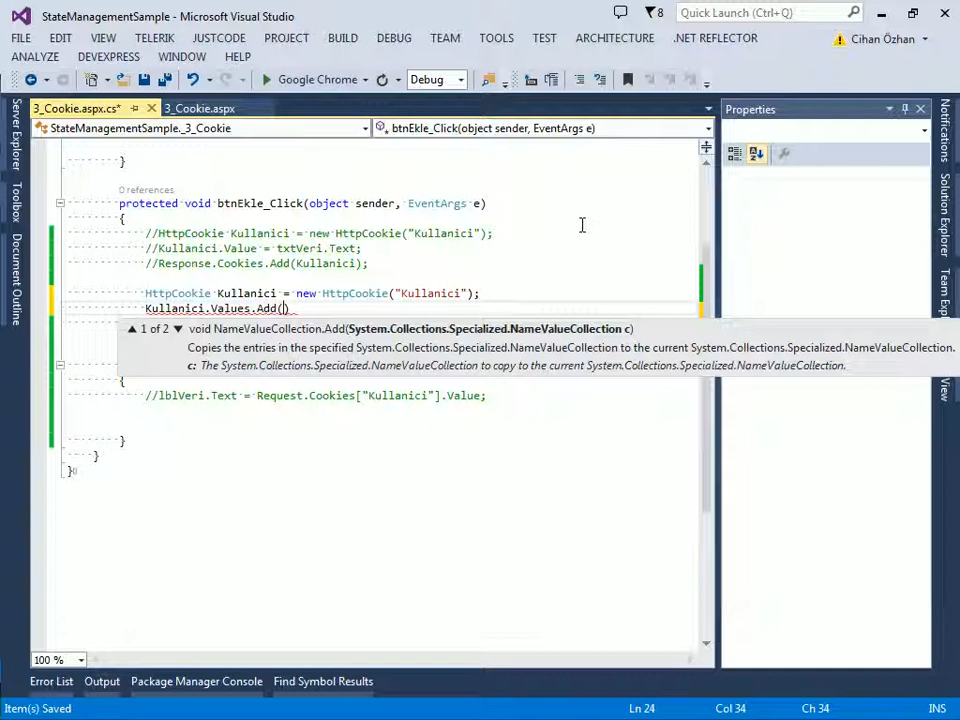 StateManagementSample - Microsoft Visual Studio
8
Quick Launch (Ctrl+Q)
FILE EDIT VIEW TELERIK JUSTCODE PROJECT BUILD DEBUG TEAM TOOLS TEST ARCHITECTURE .NET REFLECTOR
Cihan Özhan
ANALYZE DEVEXPRESS WINDOW HELP
Google Chrome
Debug
3_Cookie.aspx.cs*
3_Cookie.aspx
Properties
StateManagementSample._3_Cookie
btnEkle_Click(object sender, EventArgs e)
Server Explorer
Toolbox
Notifications
Solution Explorer
View
}
0 references
protected void btnEkle_Click(object sender, EventArgs e)
{
//HttpCookie Kullanici = new HttpCookie("Kullanici");
//Kullanici.Value = txtVeri.Text;
//Response.Cookies.Add(Kullanici);
HttpCookie Kullanici = new HttpCookie("Kullanici");
Kullanici.Values.Add()
▲ 1 of 2 ▼ void NameValueCollection.Add(System.Collections.Specialized.NameValueCollection c)
Copies the entries in the specified System.Collections.Specialized.NameValueCollection to the current System.Collections.Specialized.NameValueCollection.
c: The System.Collections.Specialized.NameValueCollection to copy to the current System.Collections.Specialized.NameValueCollection.
{
//lblVeri.Text = Request.Cookies["Kullanici"].Value;
}
}
}
100 %
Error List Output Package Manager Console Find Symbol Results
Item(s) Saved
Ln 24 Col 34 Ch 34 INS